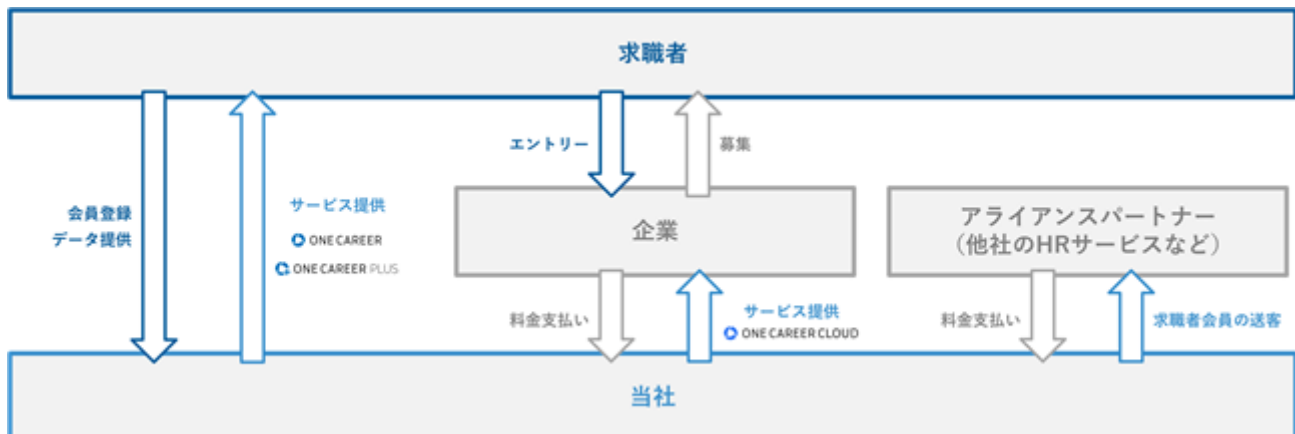 求職者
エントリー
募集
会員登録
データ提供
サービス提供
ONE CAREER
ONE CAREER PLUS
企業
アライアンスパートナー
（他社のHRサービスなど）
料金支払い
サービス提供
ONE CAREER CLOUD
料金支払い
求職者会員の送客
当社